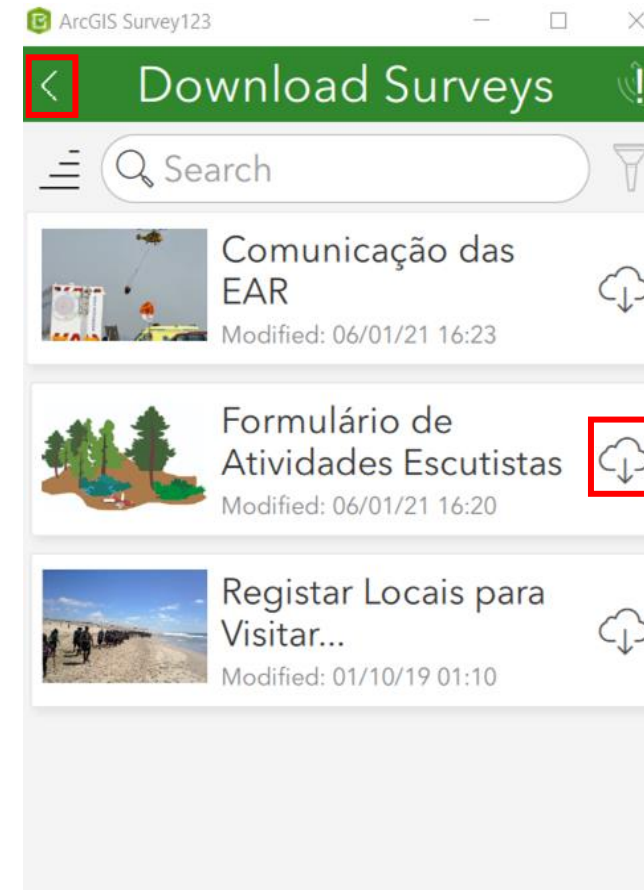 ArcGIS Survey123
Download Surveys
Search
Comunicação das
EAR
Modified: 06/01/21 16:23
Formulário de
Atividades Escutistas
Modified: 06/01/21 16:20
Registar Locais para
Visitar...
Modified: 01/10/19 01:10